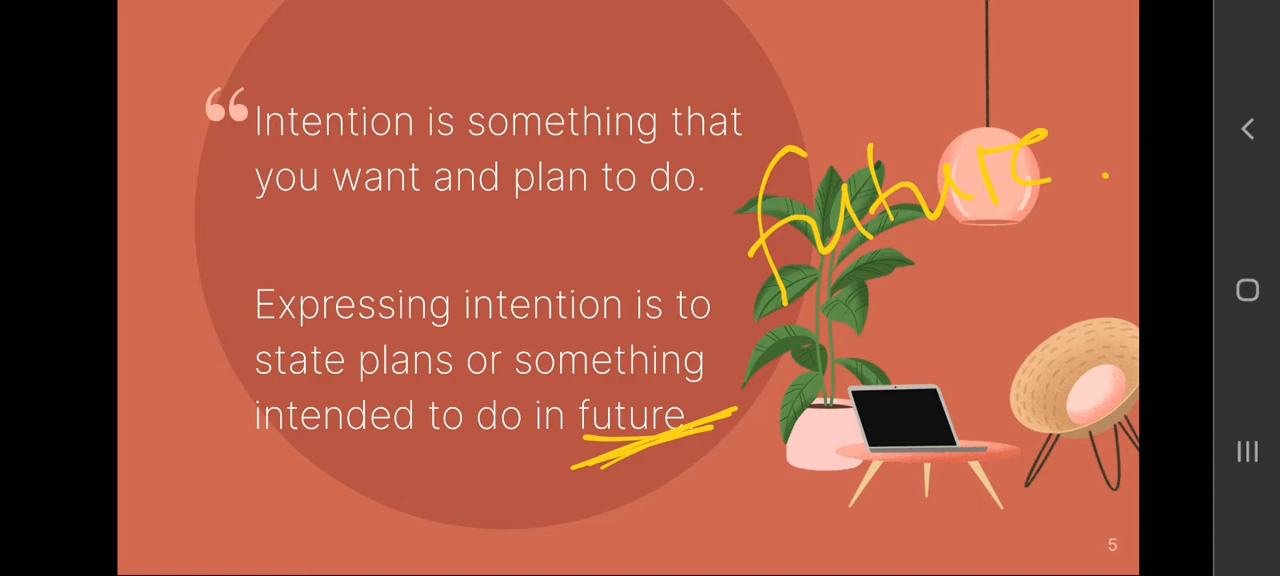 “Intention is something that
you want and plan to do.
future.
Expressing intention is to
state plans or something
intended to do in future.
5